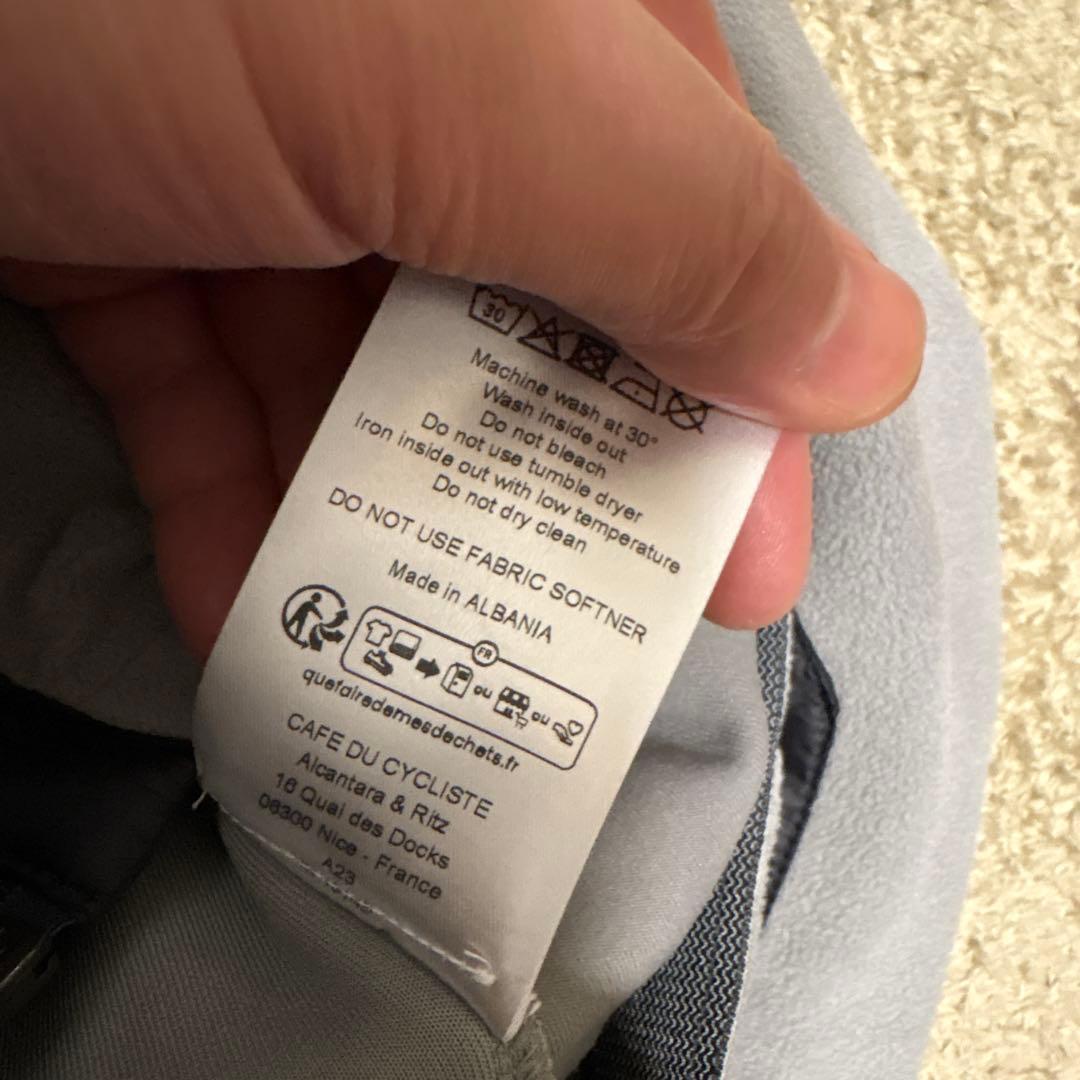 30
Machine wash at 30°
Wash inside out
Do not bleach
Do not use tumble dryer
Iron inside out with low temperature
Do not dry clean
DO NOT USE FABRIC SOFTNER
Made in ALBANIA
FR
ou
ou
quefairedemesdechets.fr
CAFE DU CYCLISTE
Alcantara & Ritz
16 Quai des Docks
06300 Nice - France
A23